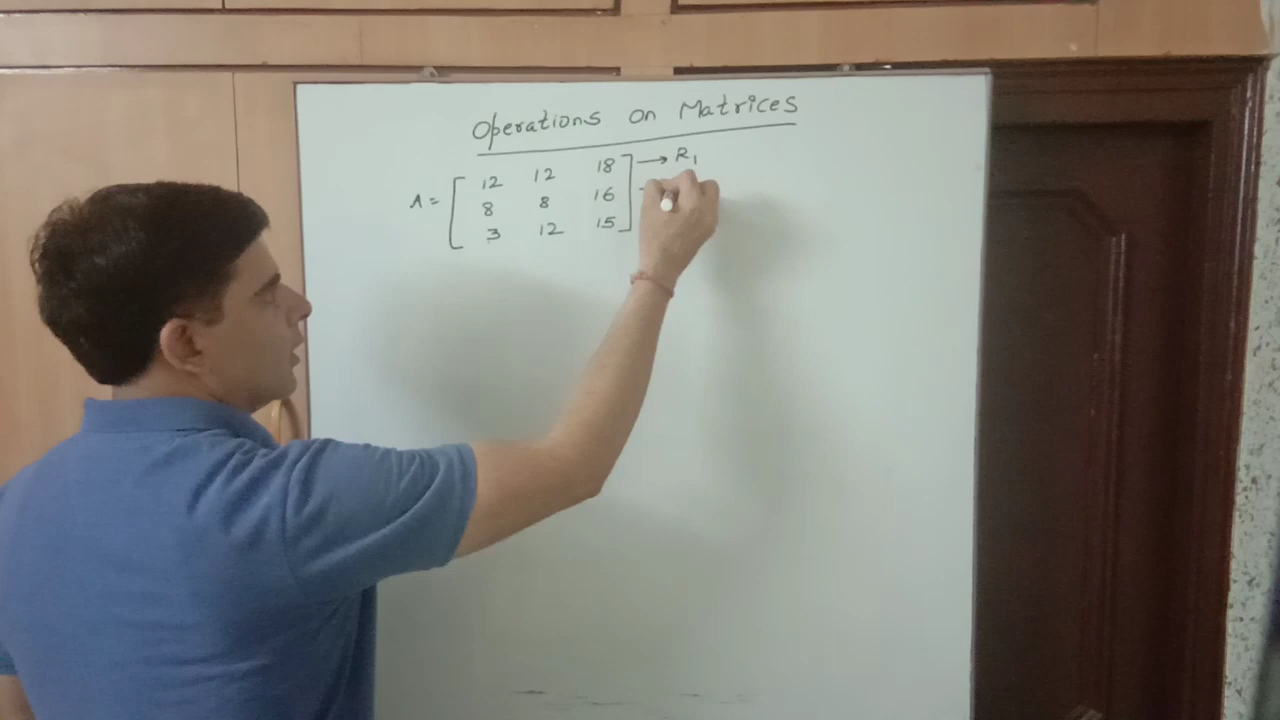 Operations on Matrices
A = [ 12 12 18 ] → R1
8 8 16
3 12 15